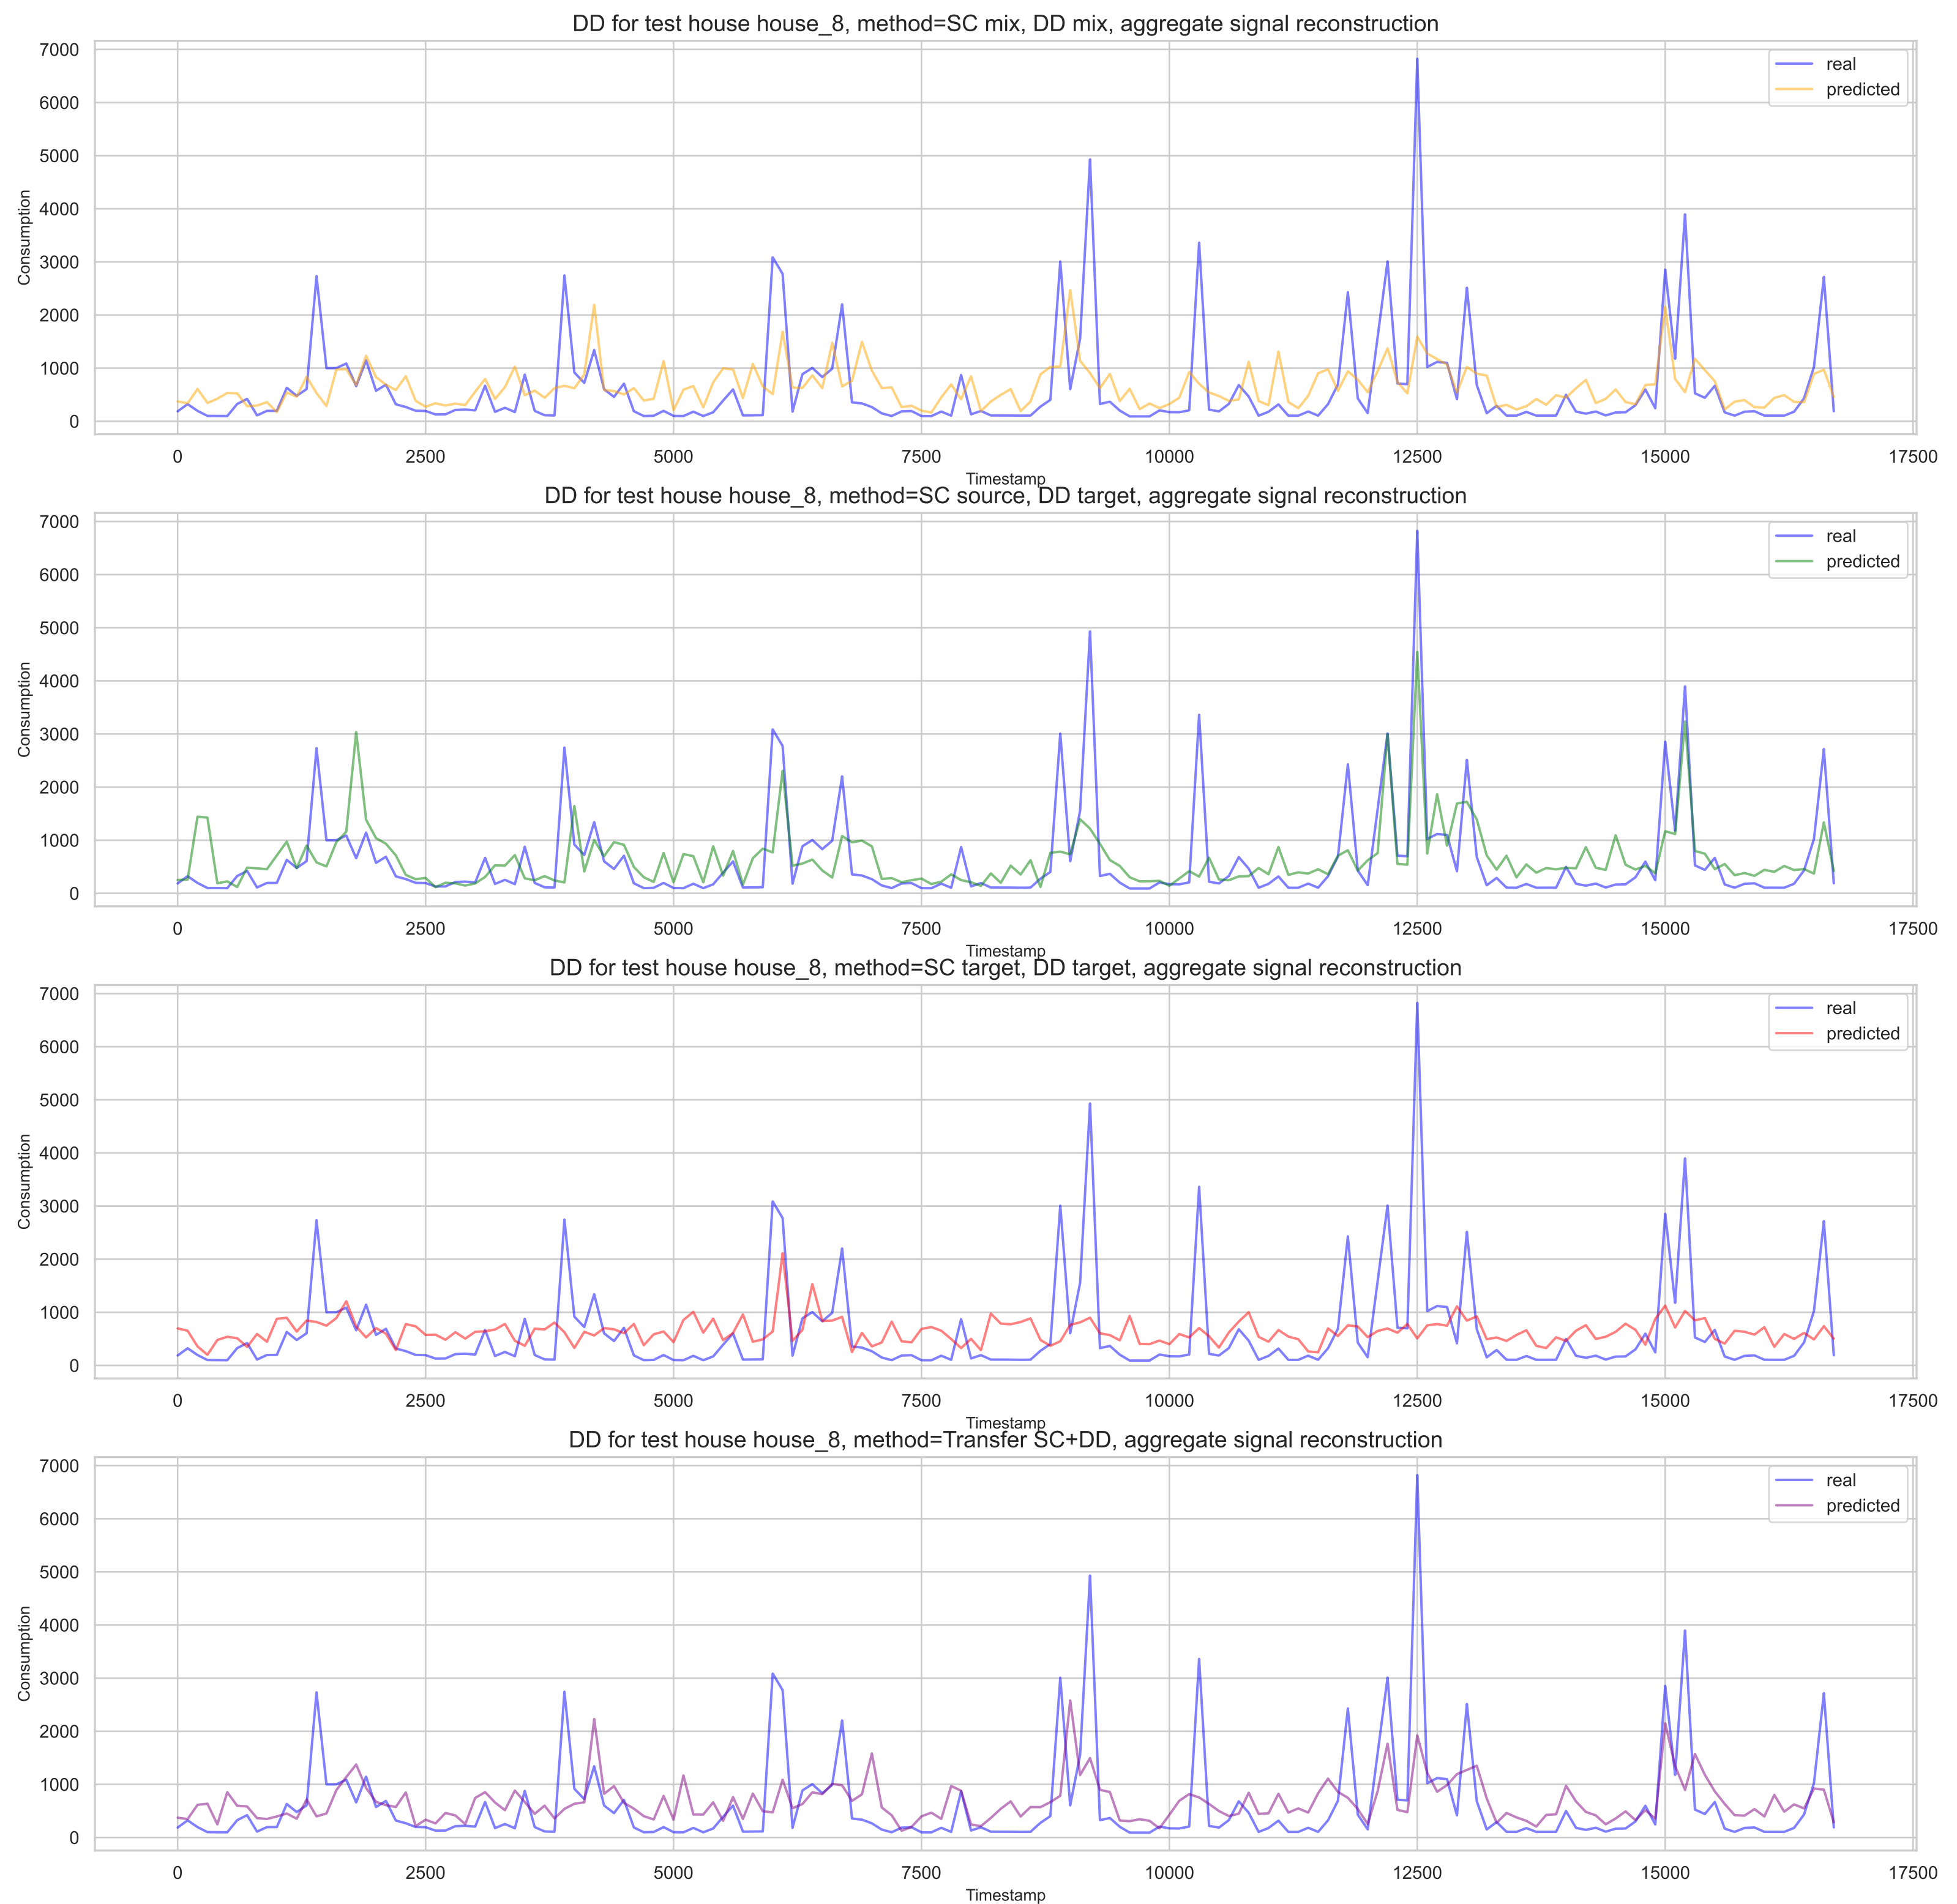 DD for test house house_8, method=SC mix, DD mix, aggregate signal reconstruction
7000
6000
5000
4000
3000
2000
1000
0
Consumption
real
predicted
0 2500 5000 7500 10000 12500 15000 17500
Timestamp
DD for test house house_8, method=SC source, DD target, aggregate signal reconstruction
7000
6000
5000
4000
3000
2000
1000
0
Consumption
real
predicted
0 2500 5000 7500 10000 12500 15000 17500
Timestamp
DD for test house house_8, method=SC target, DD target, aggregate signal reconstruction
7000
6000
5000
4000
3000
2000
1000
0
Consumption
real
predicted
0 2500 5000 7500 10000 12500 15000 17500
Timestamp
DD for test house house_8, method=Transfer SC+DD, aggregate signal reconstruction
7000
6000
5000
4000
3000
2000
1000
0
Consumption
real
predicted
0 2500 5000 7500 10000 12500 15000 17500
Timestamp